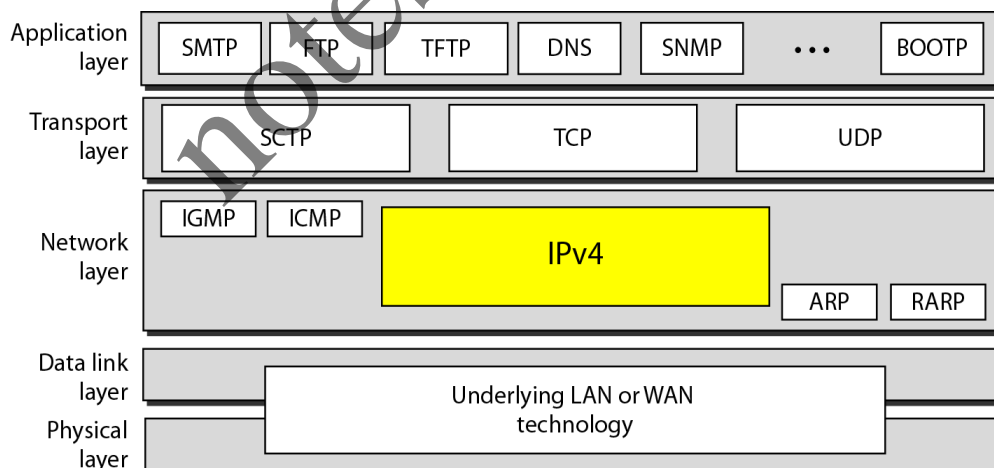 Application
layer
SMTP FTP TFTP DNS SNMP ... BOOTP
Transport
layer
SCTP TCP UDP
IGMP ICMP
Network
layer
IPv4
ARP RARP
Data link
layer
Underlying LAN or WAN
technology
Physical
layer